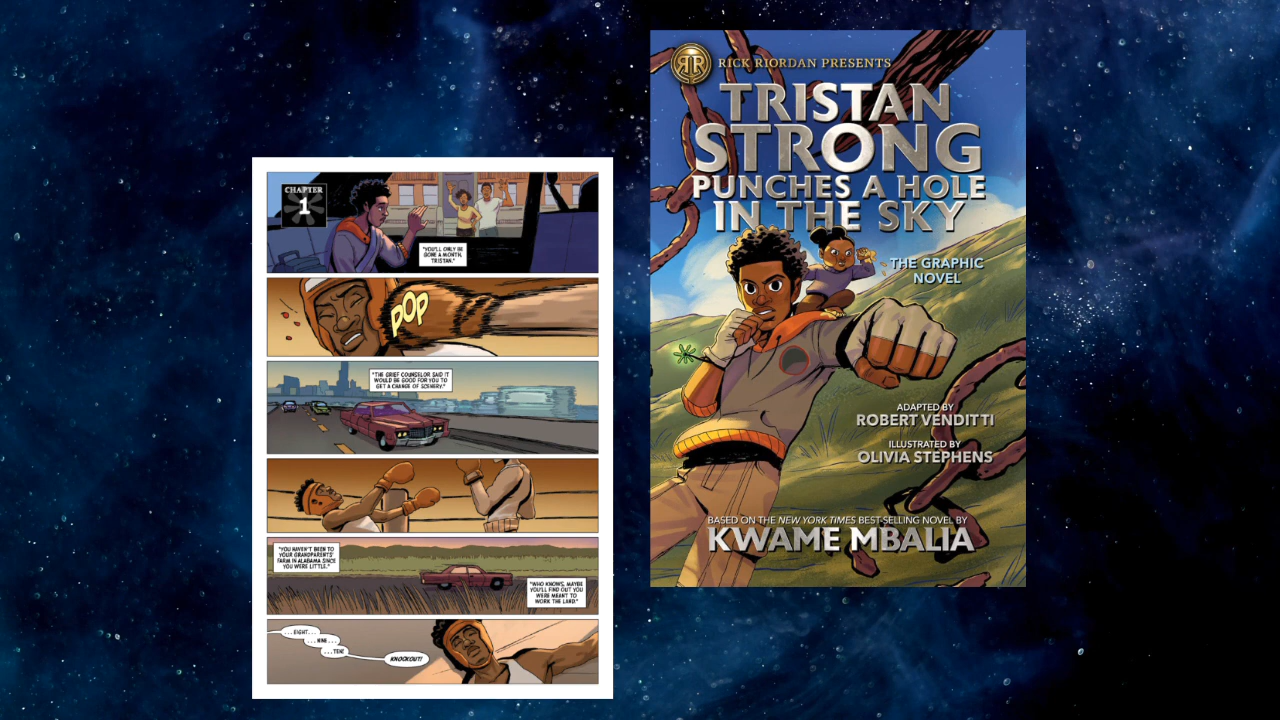 CHAPTER
1
"YOU'LL ONLY BE
GONE A MONTH,
TRISTAN."
POP
"THE GRIEF COUNSELOR SAID IT
WOULD BE GOOD FOR YOU TO
GET A CHANGE OF SCENERY."
"YOU HAVEN'T BEEN TO
YOUR GRANDPARENTS'
FARM IN ALABAMA SINCE
YOU WERE LITTLE."
"WHO KNOWS, MAYBE
YOU'LL FIND OUT YOU
WERE MEANT TO
WORK THE LAND."
...EIGHT...
...NINE...
...TEN!
KNOCKOUT!
RR
RICK RIORDAN PRESENTS
TRISTAN
STRONG
PUNCHES A HOLE
IN THE SKY
THE GRAPHIC
NOVEL
ADAPTED BY
ROBERT VENDITTI
ILLUSTRATED BY
OLIVIA STEPHENS
BASED ON THE NEW YORK TIMES BEST-SELLING NOVEL BY
KWAME MBALIA